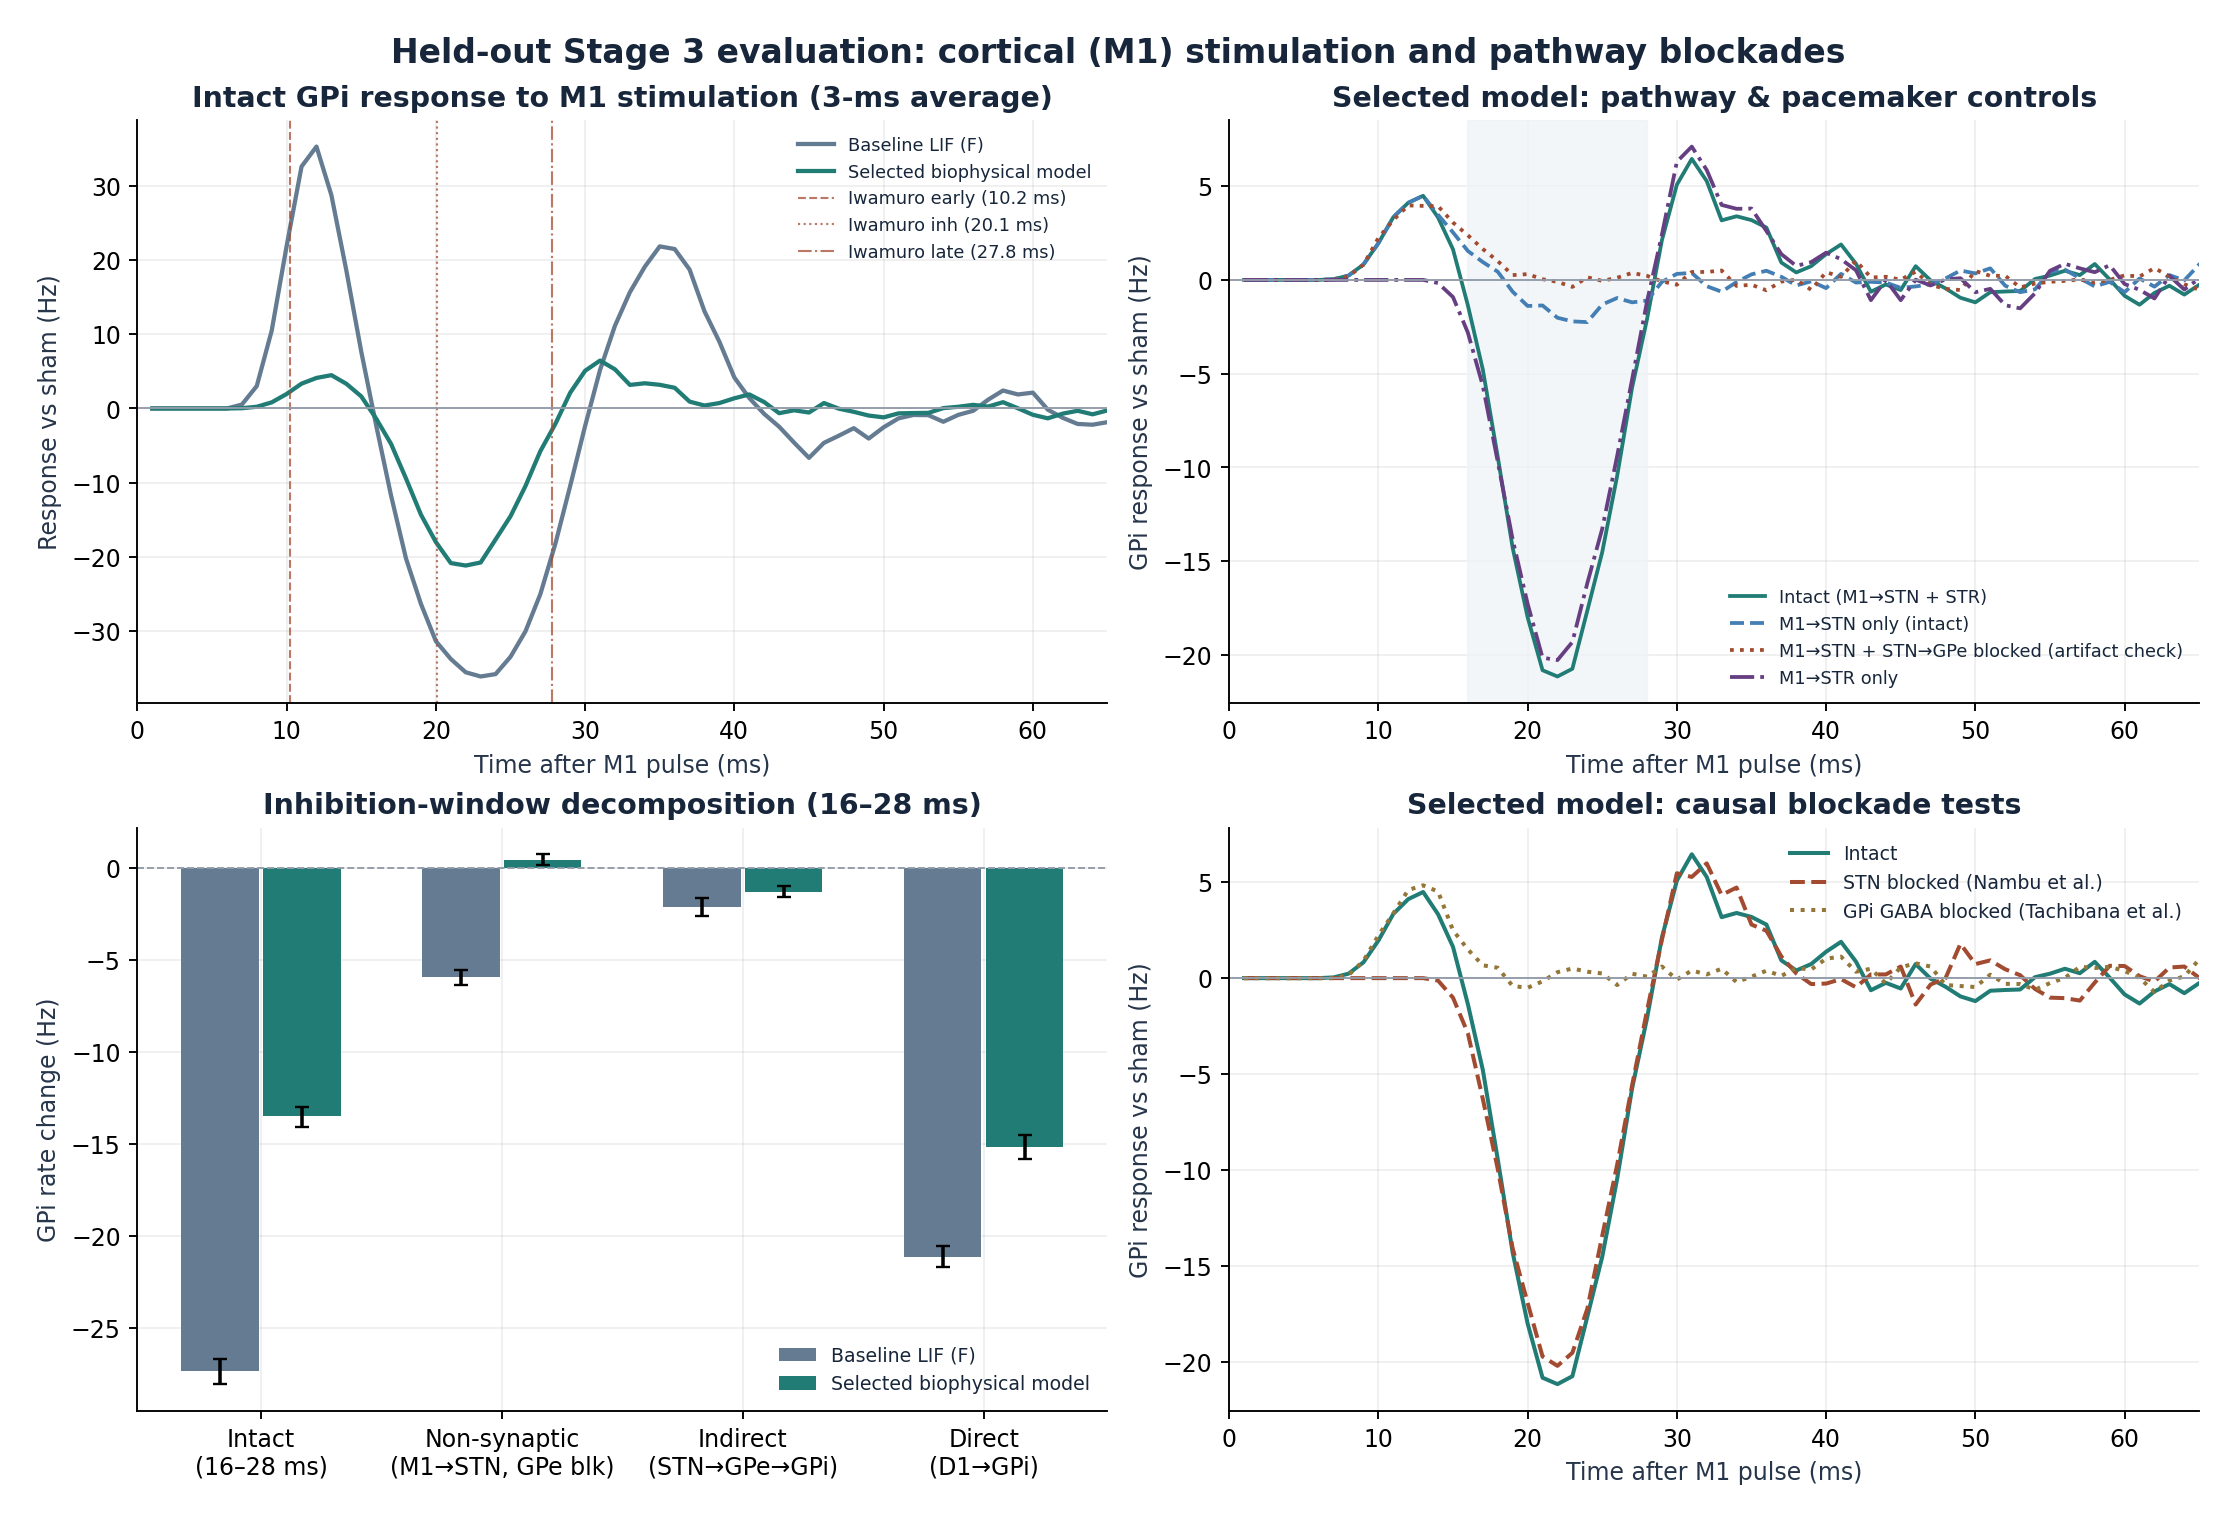 Held-out Stage 3 evaluation: cortical (M1) stimulation and pathway blockades
Intact GPi response to M1 stimulation (3-ms average)
Response vs sham (Hz)
30
20
10
0
−10
−20
−30
Baseline LIF (F)
Selected biophysical model
Iwamuro early (10.2 ms)
Iwamuro inh (20.1 ms)
Iwamuro late (27.8 ms)
0 10 20 30 40 50 60
Time after M1 pulse (ms)
Selected model: pathway & pacemaker controls
GPi response vs sham (Hz)
5
0
−5
−10
−15
−20
Intact (M1→STN + STR)
M1→STN only (intact)
M1→STN + STN→GPe blocked (artifact check)
M1→STR only
0 10 20 30 40 50 60
Time after M1 pulse (ms)
Inhibition-window decomposition (16–28 ms)
GPi rate change (Hz)
0
−5
−10
−15
−20
−25
Baseline LIF (F)
Selected biophysical model
Intact
(16–28 ms)
Non-synaptic
(M1→STN, GPe blk)
Indirect
(STN→GPe→GPi)
Direct
(D1→GPi)
Selected model: causal blockade tests
GPi response vs sham (Hz)
5
0
−5
−10
−15
−20
Intact
STN blocked (Nambu et al.)
GPi GABA blocked (Tachibana et al.)
0 10 20 30 40 50 60
Time after M1 pulse (ms)